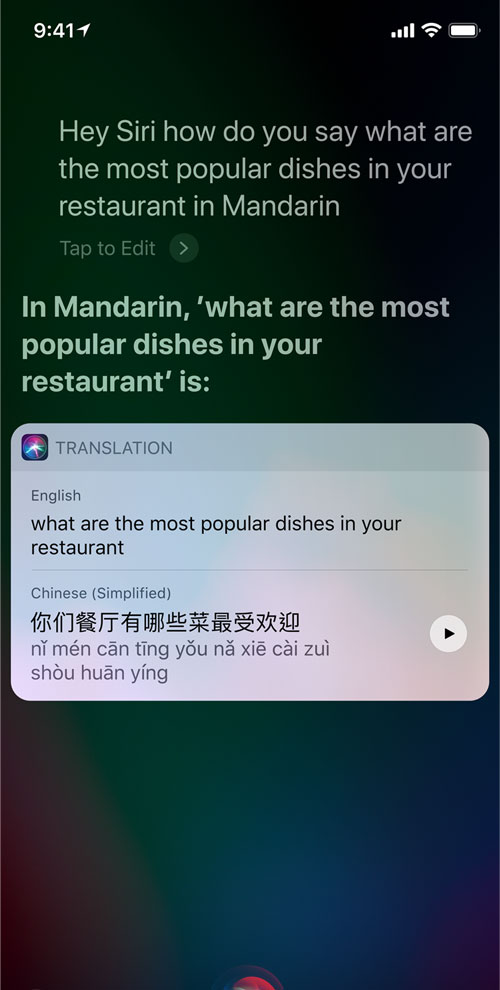 9:41
Hey Siri how do you say what are
the most popular dishes in your
restaurant in Mandarin
Tap to Edit
In Mandarin, ’what are the most
popular dishes in your
restaurant’ is:
TRANSLATION
English
what are the most popular dishes in your
restaurant
Chinese (Simplified)
你们餐厅有哪些菜最受欢迎
nǐ mén cān tīng yǒu nǎ xiē cài zuì
shòu huān yíng